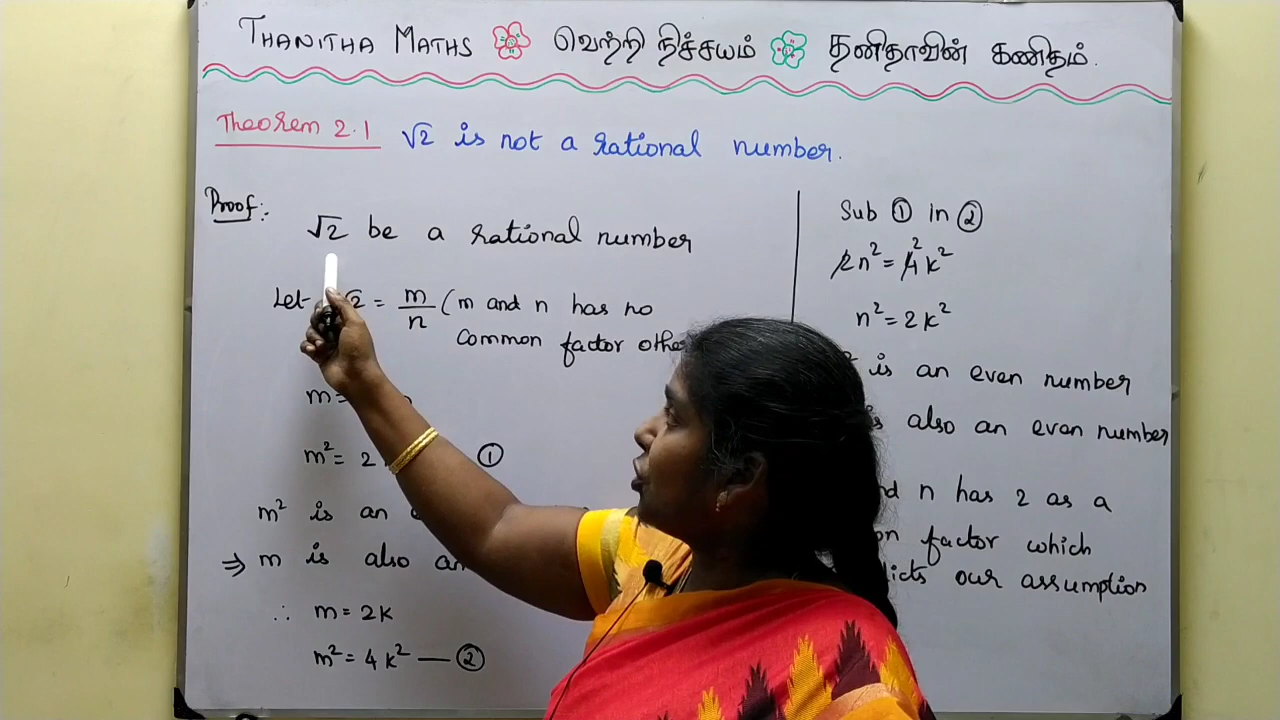 THANITHA MATHS வெற்றி நிச்சயம் தனிதாவின் கணிதம்.
Theorem 2.1 √2 is not a rational number.
Proof:
√2 be a rational number
Let √2 = m/n (m and n has no
common factor
m =
m² = 2 ①
m² is an
⇒ m is also an
∴ m = 2k
m² = 4k² — ②
Sub ① in ②
2n² = 4² k²
n² = 2k²
is an even number
also an even number
n has 2 as a
factor which
our assumption